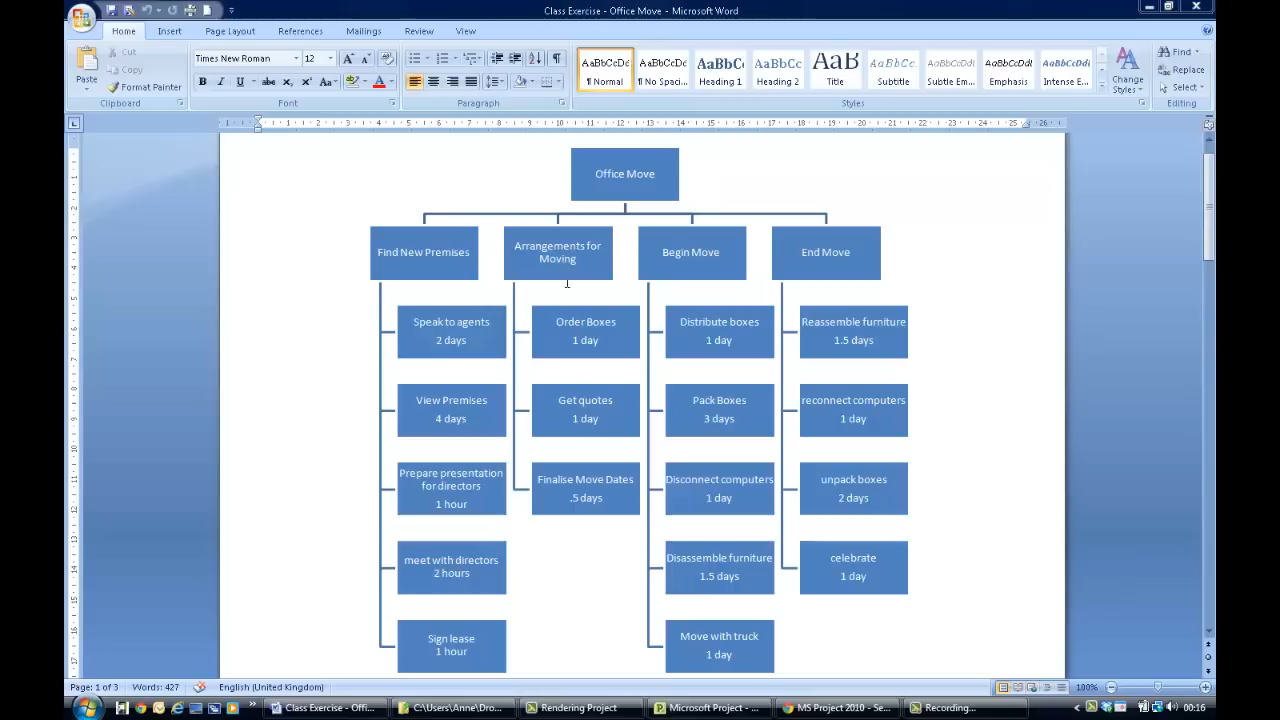 Class Exercise - Office Move - Microsoft Word
Home Insert Page Layout References Mailings Review View
Paste
Cut
Copy
Format Painter
Clipboard
Times New Roman 12
Font
Paragraph
AaBbCcDc ¶ Normal
AaBbCcDc ¶ No Spaci...
AaBbC Heading 1
AaBbCc Heading 2
AaB Title
AaBbCc. Subtitle
AaBbCcDd Subtle Em...
AaBbCcDd Emphasis
AaBbCcDd Intense E...
Change Styles
Styles
Find
Replace
Select
Editing
Office Move
Find New Premises
Speak to agents
2 days
View Premises
4 days
Prepare presentation
for directors
1 hour
meet with directors
2 hours
Sign lease
1 hour
Arrangements for
Moving
Order Boxes
1 day
Get quotes
1 day
Finalise Move Dates
.5 days
Begin Move
Distribute boxes
1 day
Pack Boxes
3 days
Disconnect computers
1 day
Disassemble furniture
1.5 days
Move with truck
1 day
End Move
Reassemble furniture
1.5 days
reconnect computers
1 day
unpack boxes
2 days
celebrate
1 day
Page: 1 of 3 Words: 427 English (United Kingdom) 100%
Class Exercise - Offic... C:\Users\Anne\Dro... Rendering Project Microsoft Project - ... MS Project 2010 - Se... Recording... 00:16